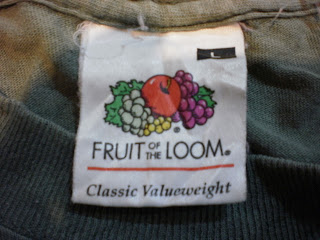 L
®
FRUIT OF THE LOOM®
Classic Valueweight